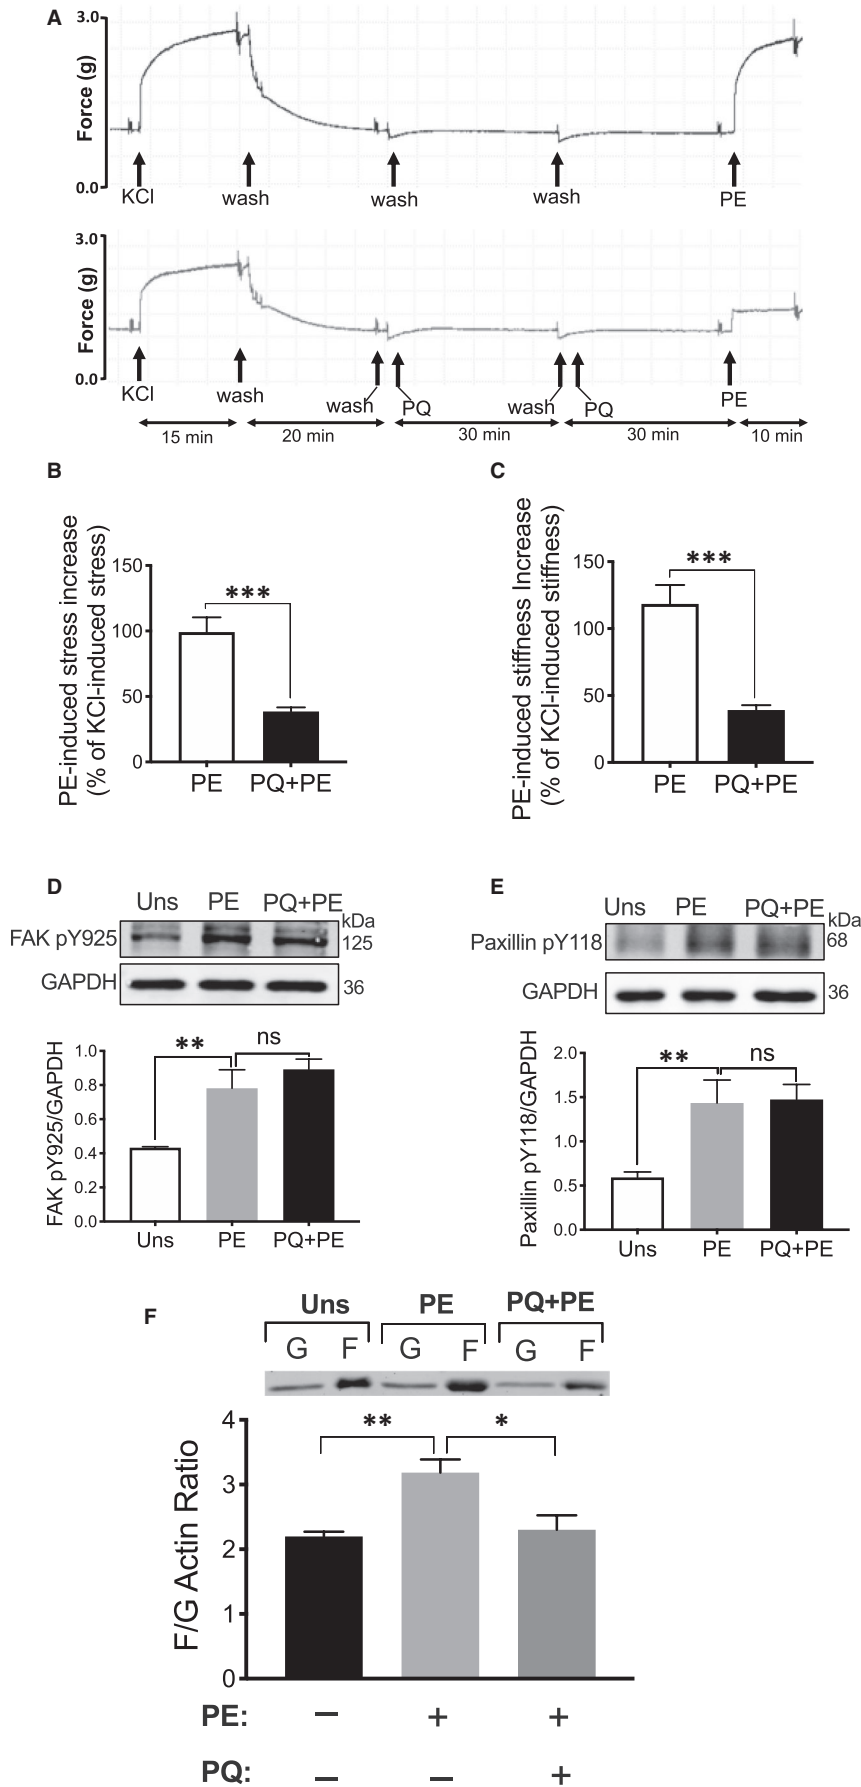 A
3.0
Force (g)
0.0
KCl
wash
wash
wash
PE
3.0
Force (g)
0.0
KCl
wash
wash
PQ
wash
PQ
PE
15 min
20 min
30 min
30 min
10 min
B
PE-induced stress increase
(% of KCl-induced stress)
150
100
50
0
***
PE
PQ+PE
C
PE-induced stiffness Increase
(% of KCl-induced stiffness)
150
100
50
0
***
PE
PQ+PE
D
Uns
PE
PQ+PE
kDa
FAK pY925
125
GAPDH
36
FAK pY925/GAPDH
1.0
0.8
0.6
0.4
0.2
0.0
**
ns
Uns
PE
PQ+PE
E
Uns
PE
PQ+PE
kDa
Paxillin pY118
68
GAPDH
36
Paxillin pY118/GAPDH
2.0
1.5
1.0
0.5
0.0
**
ns
Uns
PE
PQ+PE
F
Uns
PE
PQ+PE
G
F
G
F
G
F
F/G Actin Ratio
4
3
2
1
0
**
*
PE: − + +
PQ: − − +